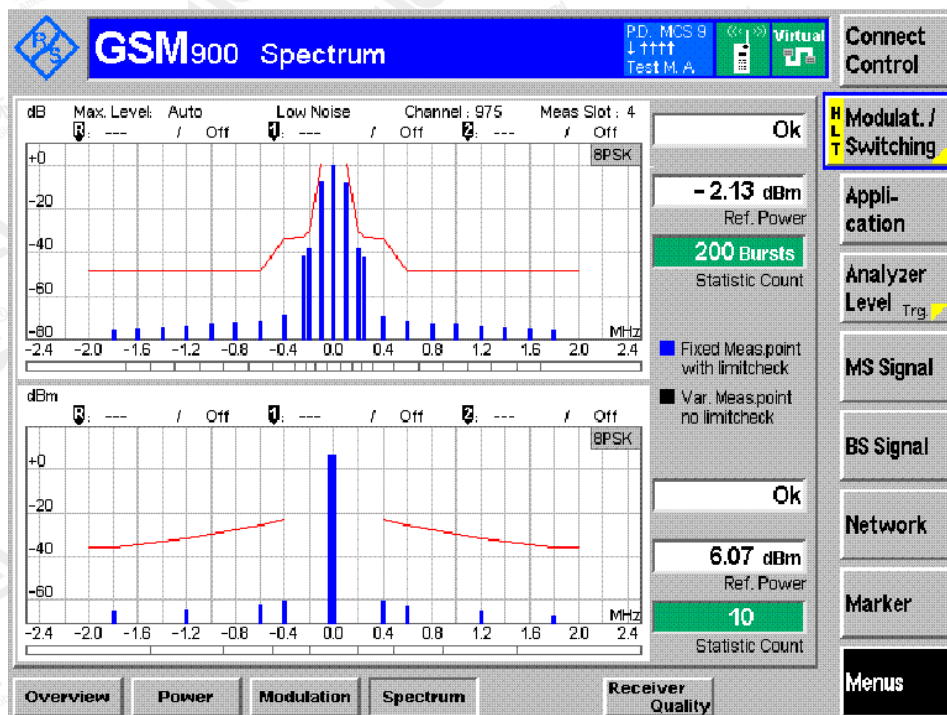 R S
GSM900 Spectrum
P.D. MCS 9
↓↑↑↑↑
Test M. A.
Virtual
Connect Control
dB Max. Level: Auto Low Noise Channel : 975 Meas Slot : 4
R: --- / Off 1: --- / Off 2: --- / Off
8PSK
+0
-20
-40
-60
-80
MHz
-2.4 -2.0 -1.6 -1.2 -0.8 -0.4 0.0 0.4 0.8 1.2 1.6 2.0 2.4
Ok
-2.13 dBm
Ref. Power
200 Bursts
Statistic Count
Fixed Meas.point
with limitcheck
Var. Meas.point
no limitcheck
dBm
R: --- / Off 1: --- / Off 2: --- / Off
8PSK
+0
-20
-40
-60
MHz
-2.4 -2.0 -1.6 -1.2 -0.8 -0.4 0.0 0.4 0.8 1.2 1.6 2.0 2.4
Ok
6.07 dBm
Ref. Power
10
Statistic Count
HLT
Modulat. /
Switching
Appli-
cation
Analyzer
Level Trg.
MS Signal
BS Signal
Network
Marker
Menus
Overview Power Modulation Spectrum Receiver
Quality